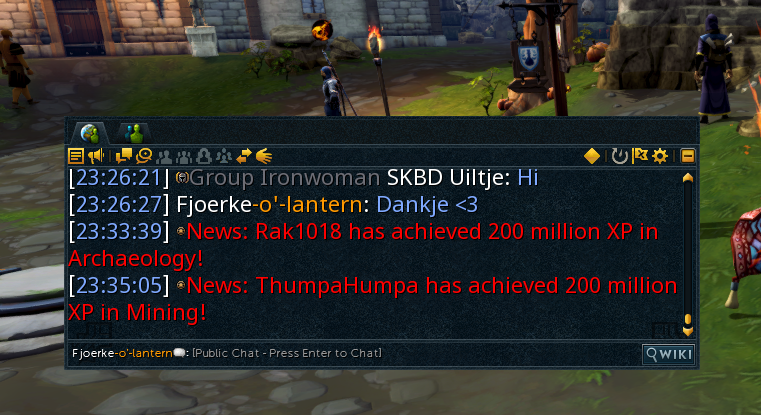 [23:26:21] Group Ironwoman SKBD Uiltje: Hi
[23:26:27] Fjoerke-o'-lantern: Dankje <3
[23:33:39] News: Rak1018 has achieved 200 million XP in
Archaeology!
[23:35:05] News: ThumpaHumpa has achieved 200 million
XP in Mining!
Fjoerke-o'-lantern: [Public Chat - Press Enter to Chat]
WIKI